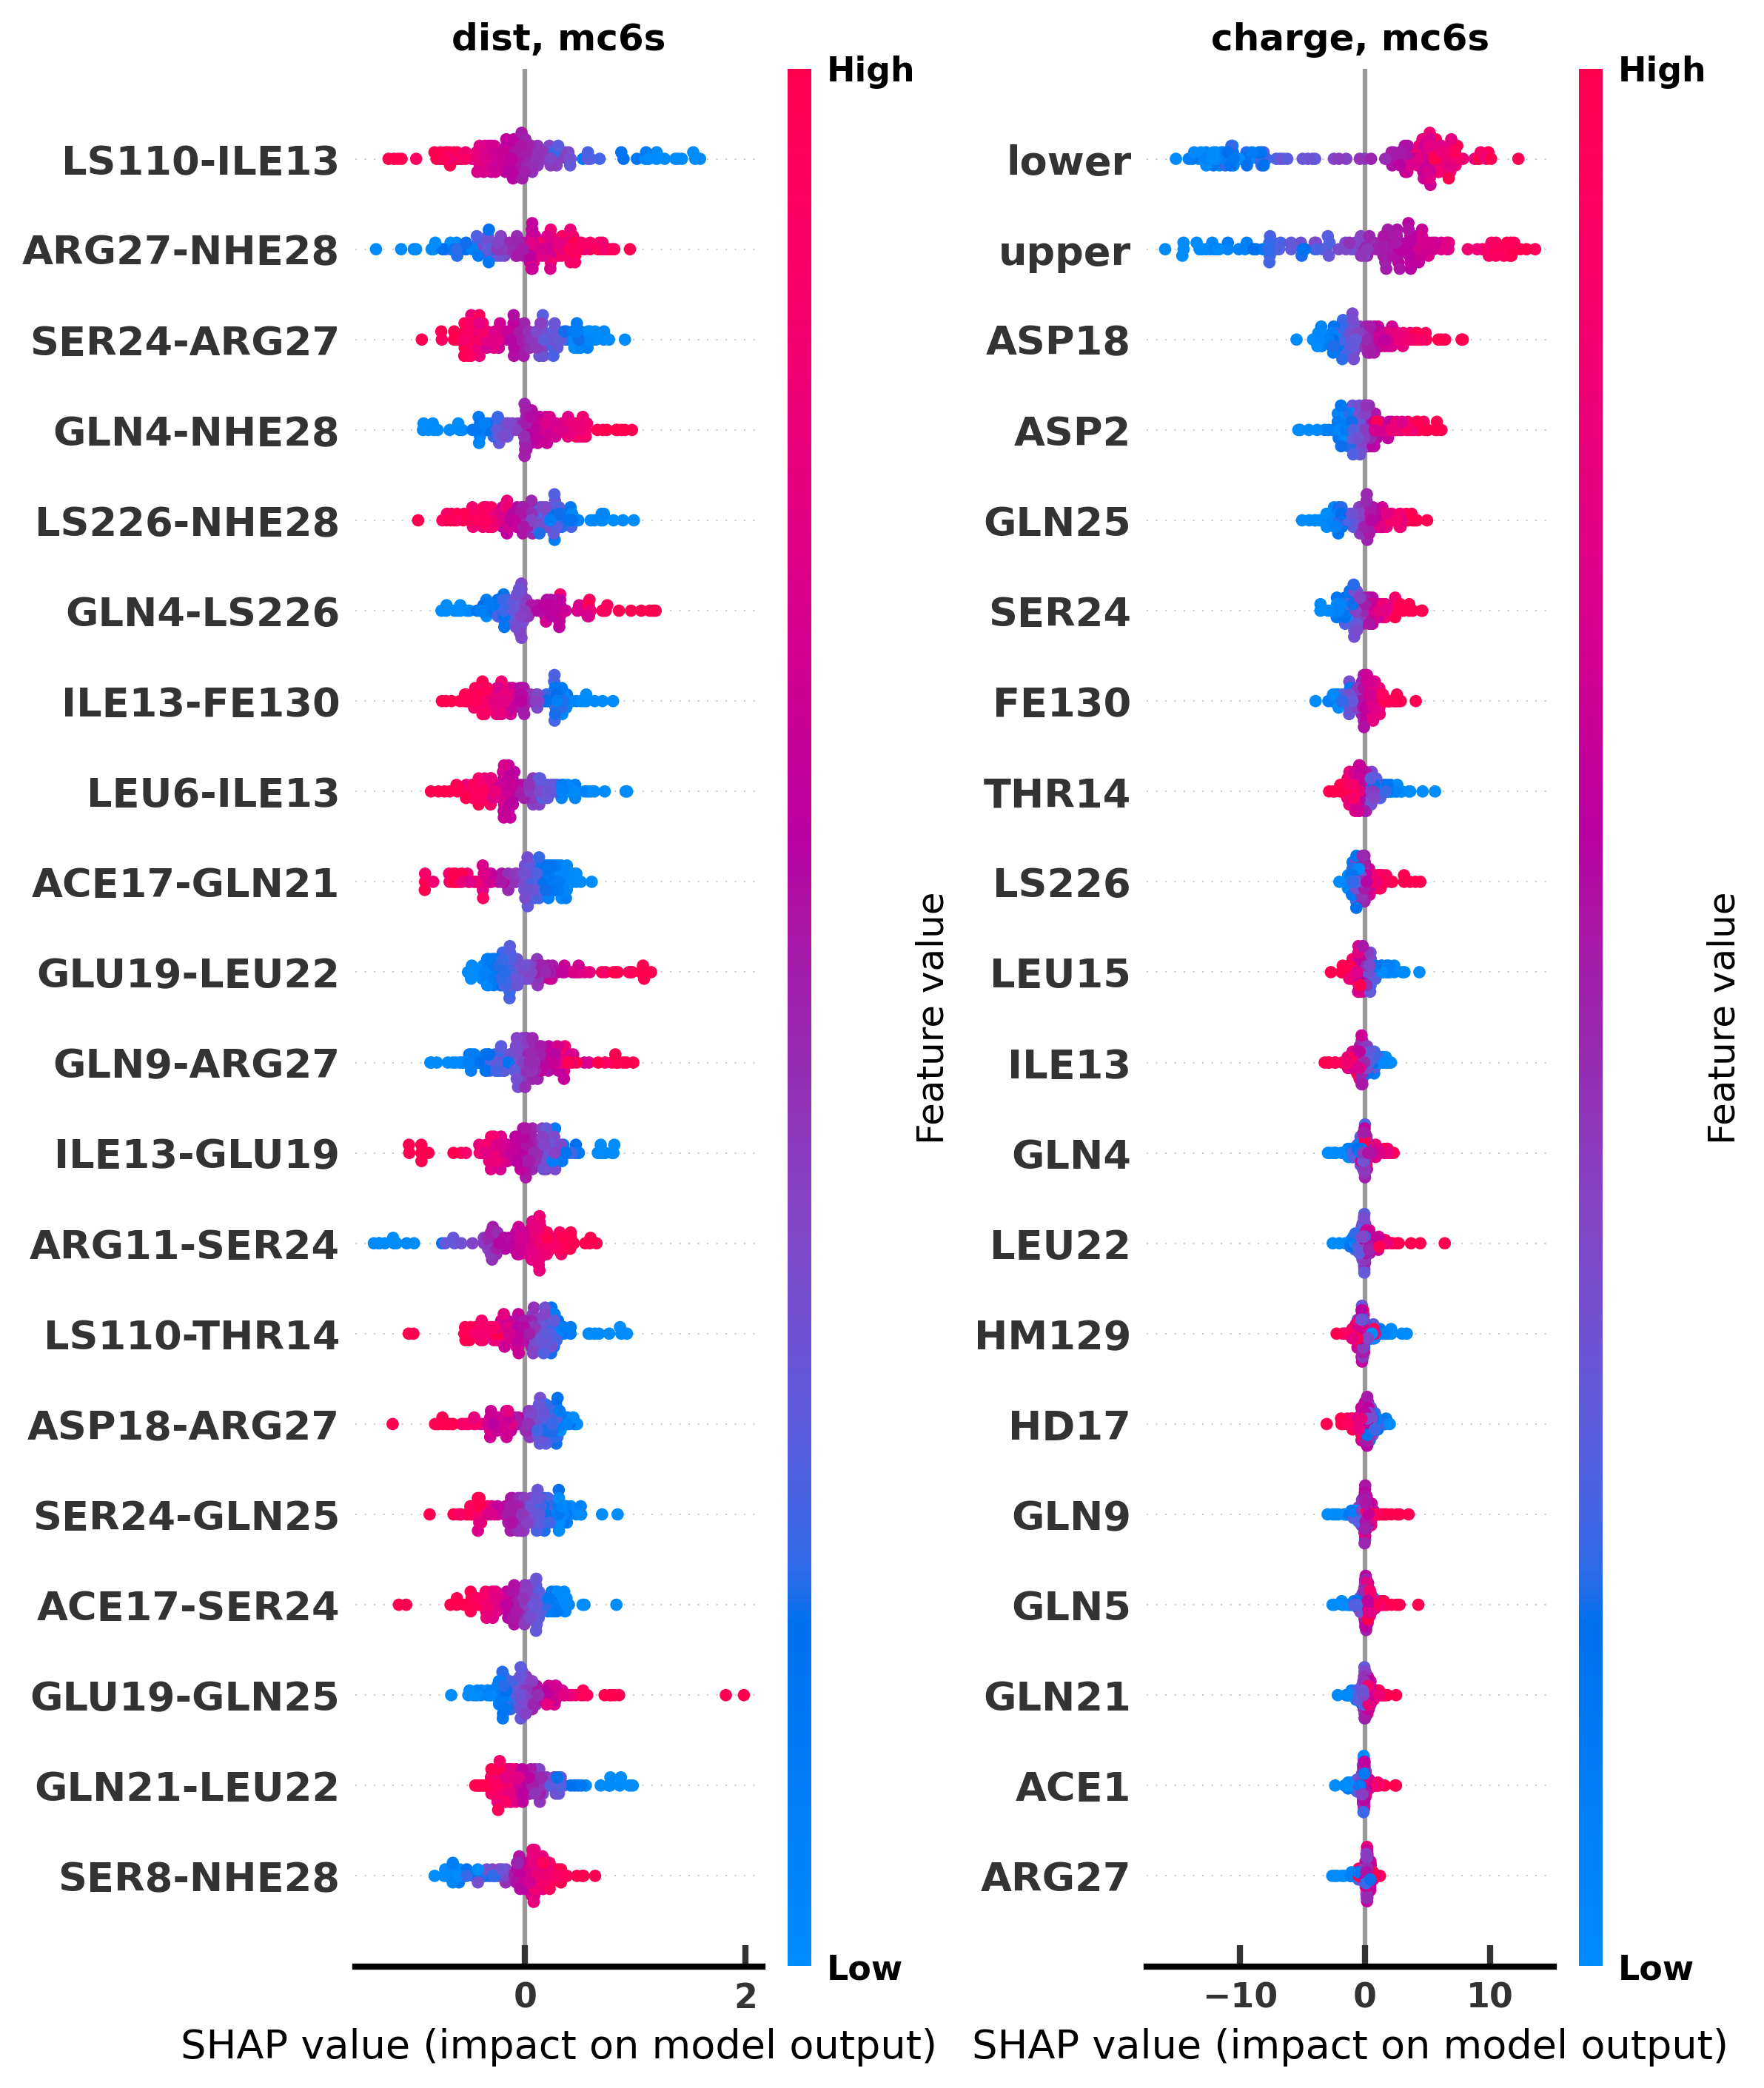 dist, mc6s
High
LS110-ILE13
ARG27-NHE28
SER24-ARG27
GLN4-NHE28
LS226-NHE28
GLN4-LS226
ILE13-FE130
LEU6-ILE13
ACE17-GLN21
GLU19-LEU22
GLN9-ARG27
ILE13-GLU19
ARG11-SER24
LS110-THR14
ASP18-ARG27
SER24-GLN25
ACE17-SER24
GLU19-GLN25
GLN21-LEU22
SER8-NHE28
Feature value
Low
0 2
SHAP value (impact on model output)
charge, mc6s
High
lower
upper
ASP18
ASP2
GLN25
SER24
FE130
THR14
LS226
LEU15
ILE13
GLN4
LEU22
HM129
HD17
GLN9
GLN5
GLN21
ACE1
ARG27
Feature value
Low
−10 0 10
SHAP value (impact on model output)